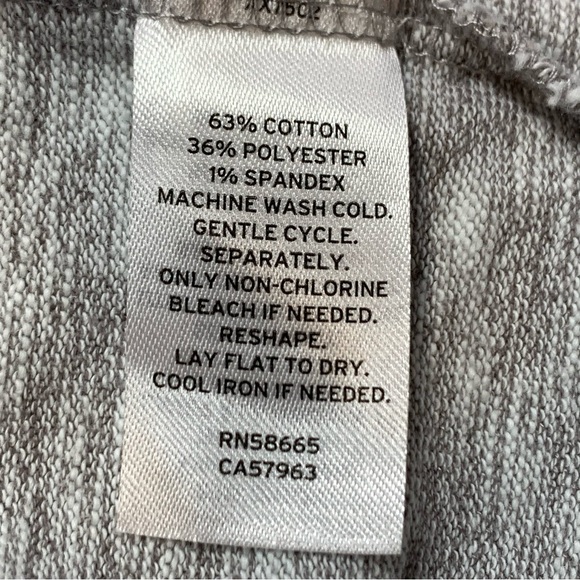 63% COTTON
36% POLYESTER
1% SPANDEX
MACHINE WASH COLD.
GENTLE CYCLE.
SEPARATELY.
ONLY NON-CHLORINE
BLEACH IF NEEDED.
RESHAPE.
LAY FLAT TO DRY.
COOL IRON IF NEEDED.
RN58665
CA57963